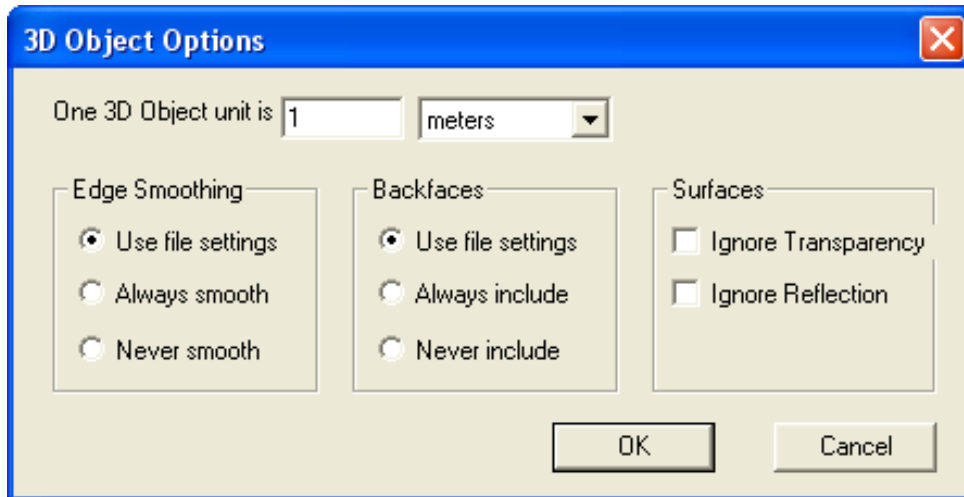 3D Object Options
One 3D Object unit is 1 meters
Edge Smoothing
Use file settings
Always smooth
Never smooth
Backfaces
Use file settings
Always include
Never include
Surfaces
Ignore Transparency
Ignore Reflection
OK Cancel